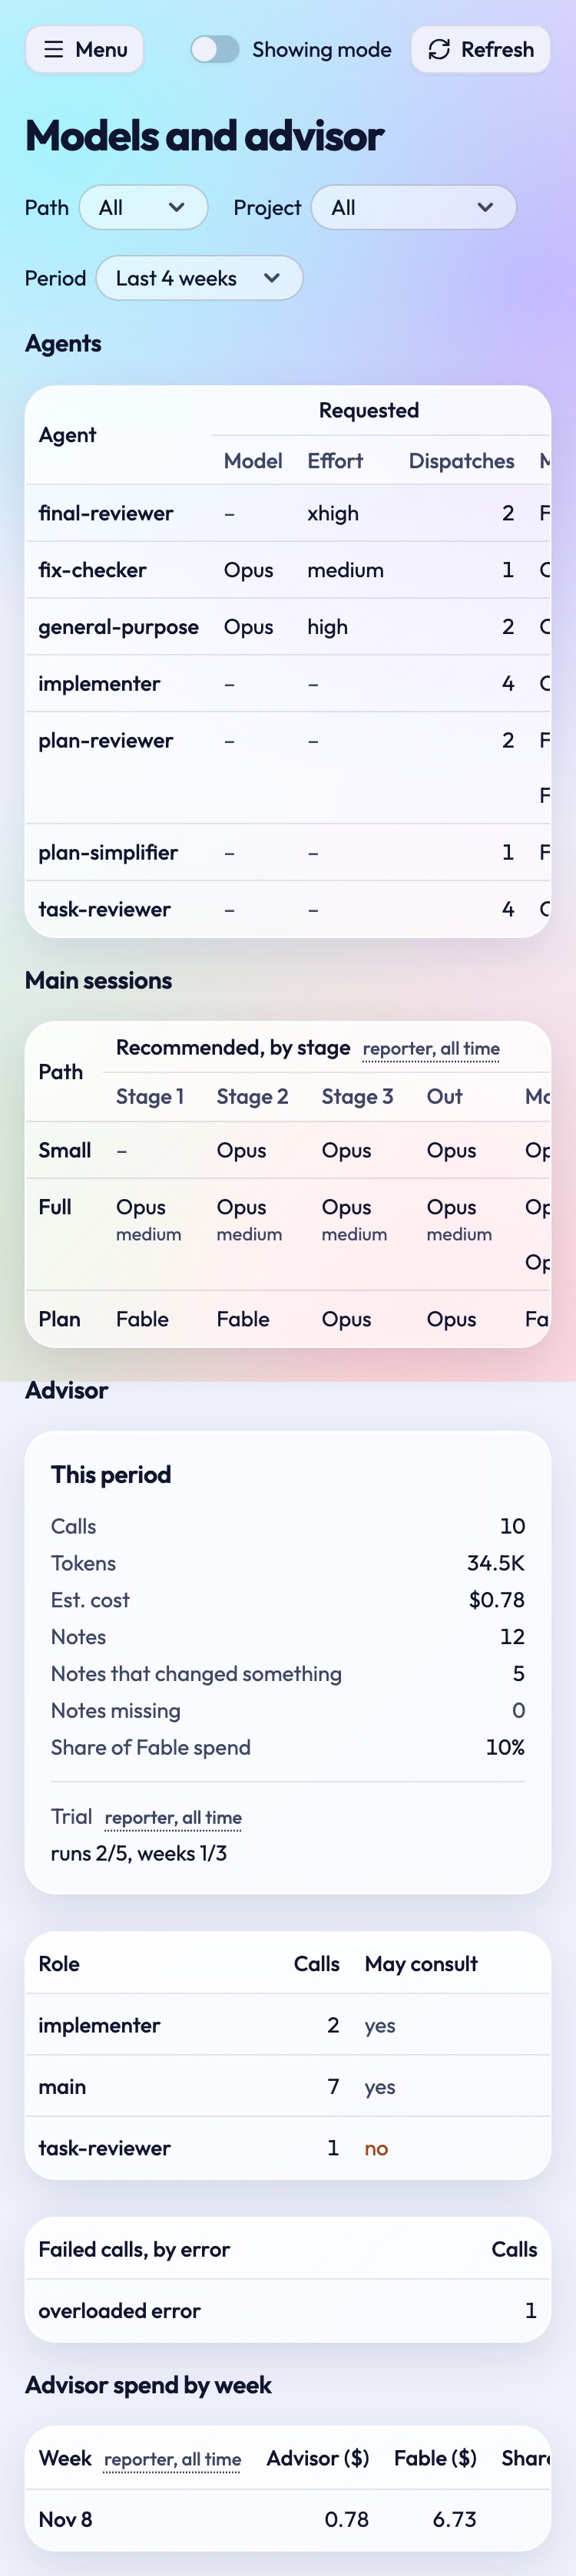 Menu Showing mode Refresh
Models and advisor
Path All Project All
Period Last 4 weeks
Agents
Agent Requested
Model Effort Dispatches
final-reviewer – xhigh 2
fix-checker Opus medium 1
general-purpose Opus high 2
implementer – – 4
plan-reviewer – – 2
plan-simplifier – – 1
task-reviewer – – 4
Main sessions
Path Recommended, by stage reporter, all time
Stage 1 Stage 2 Stage 3 Out
Small – Opus Opus Opus
Full Opus Opus Opus Opus
medium medium medium medium
Plan Fable Fable Opus Opus
Advisor
This period
Calls 10
Tokens 34.5K
Est. cost $0.78
Notes 12
Notes that changed something 5
Notes missing 0
Share of Fable spend 10%
Trial reporter, all time
runs 2/5, weeks 1/3
Role Calls May consult
implementer 2 yes
main 7 yes
task-reviewer 1 no
Failed calls, by error Calls
overloaded error 1
Advisor spend by week
Week reporter, all time Advisor ($) Fable ($) Share
Nov 8 0.78 6.73